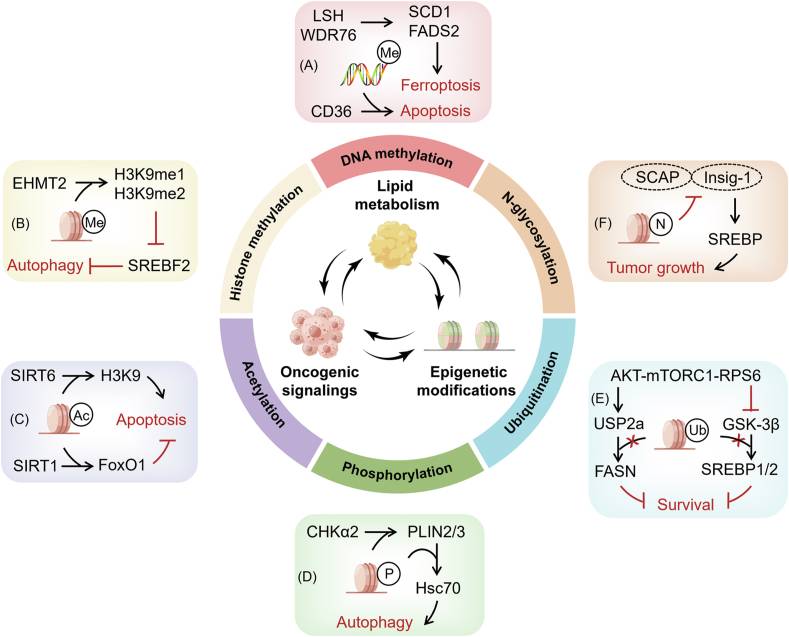 LSH
WDR76
SCD1
FADS2
Me
(A)
Ferroptosis
CD36
Apoptosis
EHMT2
H3K9me1
H3K9me2
(B)
Me
Autophagy
SREBF2
SCAP
Insig-1
(F)
N
SREBP
Tumor growth
DNA methylation
Histone methylation
N-glycosylation
Lipid
metabolism
Oncogenic
signalings
Epigenetic
modifications
Acetylation
Ubiquitination
Phosphorylation
SIRT6
H3K9
(C)
Ac
Apoptosis
SIRT1
FoxO1
AKT-mTORC1-RPS6
(E)
USP2a
Ub
GSK-3β
FASN
SREBP1/2
Survival
CHKα2
PLIN2/3
(D)
P
Hsc70
Autophagy